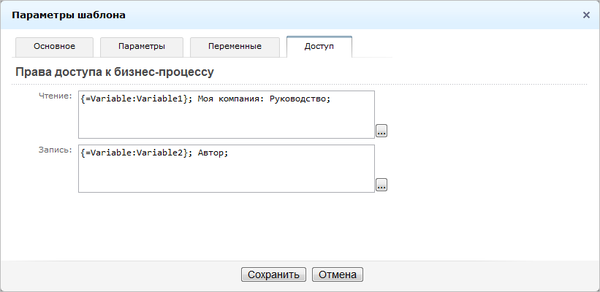 Параметры шаблона
Основное Параметры Переменные Доступ
Права доступа к бизнес-процессу
Чтение: {=Variable:Variable1}; Моя компания: Руководство;
...
Запись: {=Variable:Variable2}; Автор;
...
Сохранить Отмена